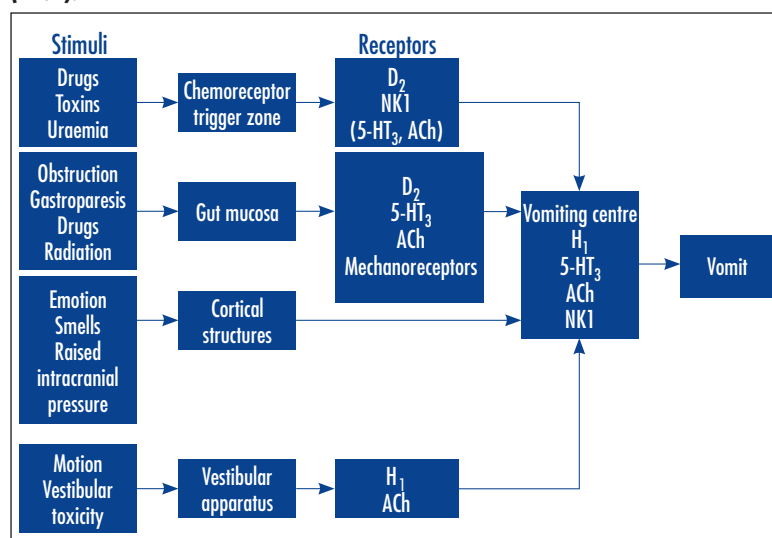 Stimuli
Receptors
Drugs
Toxins
Uraemia
Chemoreceptor
trigger zone
D₂
NK1
(5-HT₃, ACh)
Obstruction
Gastroparesis
Drugs
Radiation
Gut mucosa
D₂
5-HT₃
ACh
Mechanoreceptors
Vomiting centre
H₁
5-HT₃
ACh
NK1
Vomit
Emotion
Smells
Raised
intracranial
pressure
Cortical
structures
Motion
Vestibular
toxicity
Vestibular
apparatus
H₁
ACh